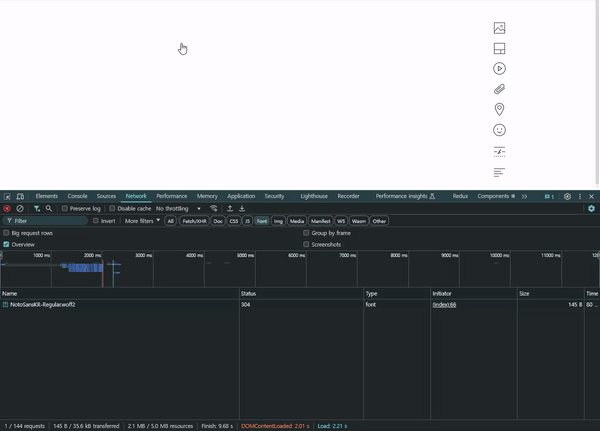 Elements Console Sources Network Performance Memory Application Security Lighthouse Recorder Performance insights Redux Components 1
Preserve log Disable cache No throttling
Filter Invert More filters All Fetch/XHR Doc CSS JS Font Img Media Manifest WS Wasm Other
Big request rows Group by frame
Overview Screenshots
1000 ms 2000 ms 3000 ms 4000 ms 5000 ms 6000 ms 7000 ms 8000 ms 9000 ms 10000 ms 11000 ms
Name Status Type Initiator Size Time
NotoSansKR-Regular.woff2 304 font (index):66 145 B 80 ...
1 / 144 requests 145 B / 35.6 kB transferred 2.1 MB / 5.0 MB resources Finish: 9.68 s DOMContentLoaded: 2.01 s Load: 2.21 s